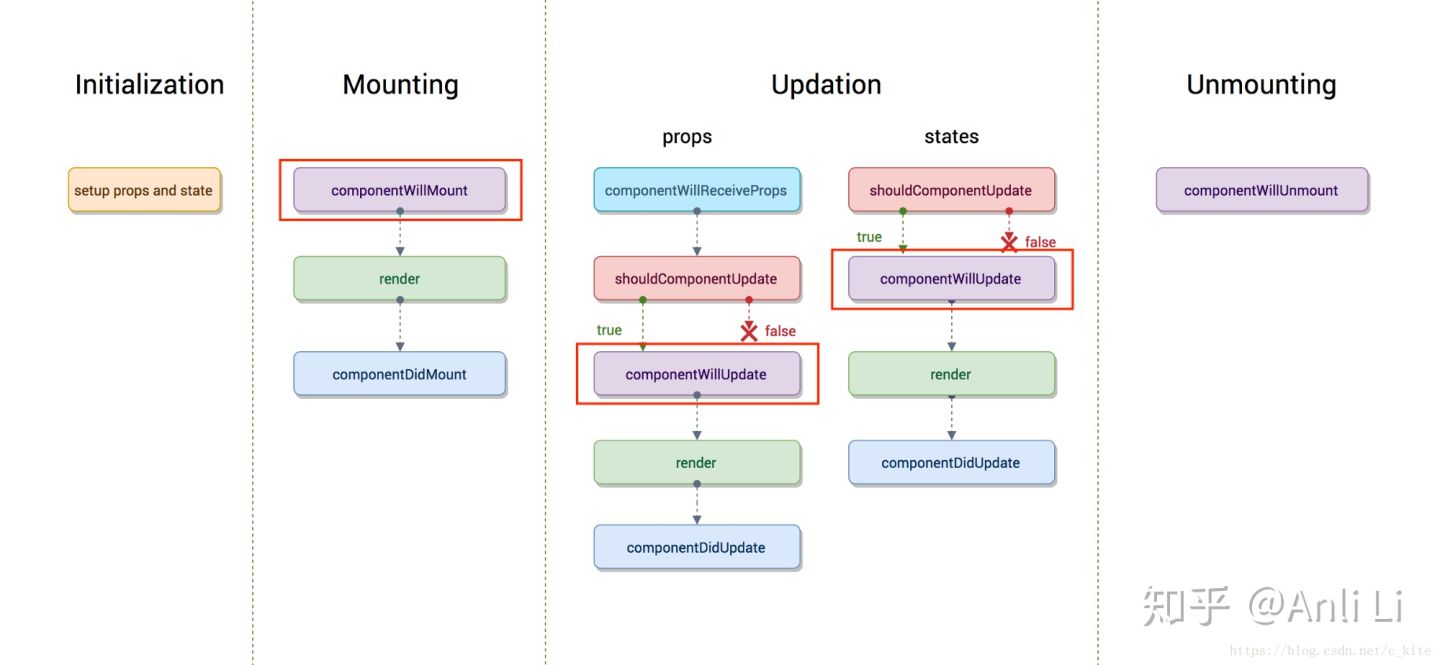 Initialization
Mounting
Updation
Unmounting
props
states
setup props and state
componentWillMount
componentWillReceiveProps
shouldComponentUpdate
componentWillUnmount
true
false
render
shouldComponentUpdate
componentWillUpdate
true
false
componentDidMount
componentWillUpdate
render
render
componentDidUpdate
componentDidUpdate
知乎 @Anli Li
https://blog.csdn.net/c_kite